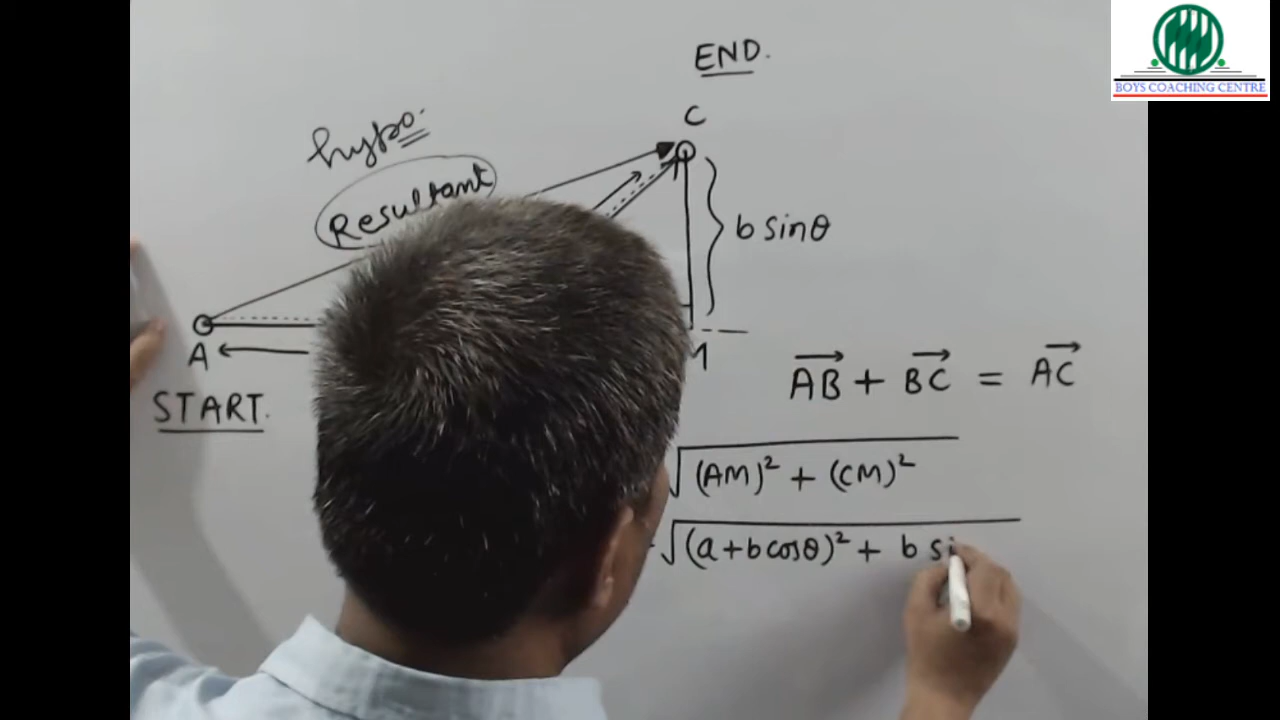 END.
C
hypo.
Resultant
b sinθ
A
M
START.
AB + BC = AC
√(AM)² + (CM)²
√(a+bcosθ)² + b si
BOYS COACHING CENTRE